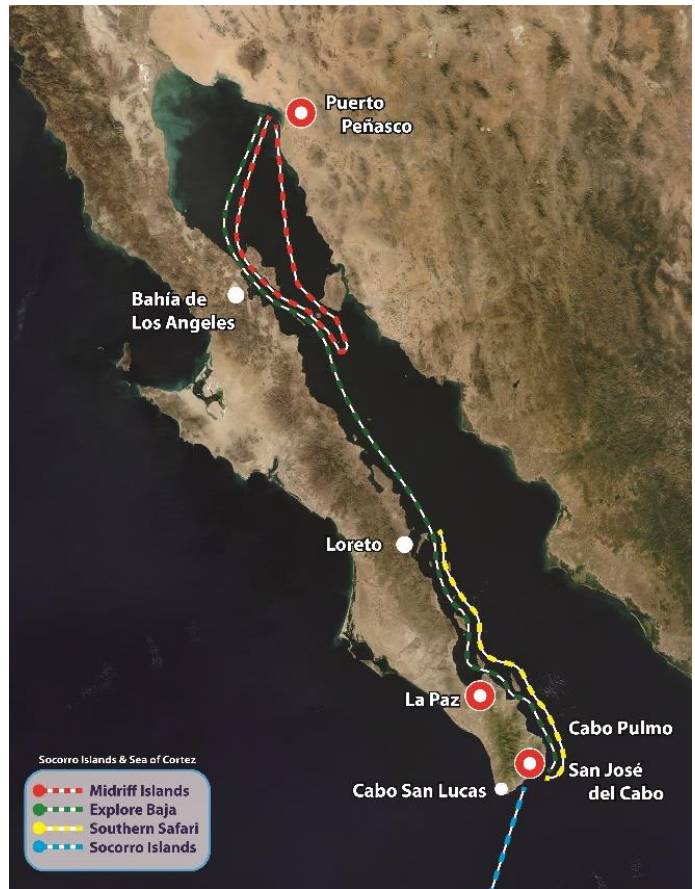 Puerto
Peñasco
Bahía de
Los Angeles
Loreto
La Paz
Cabo Pulmo
San José
del Cabo
Cabo San Lucas
Socorro Islands & Sea of Cortez
Midriff Islands
Explore Baja
Southern Safari
Socorro Islands